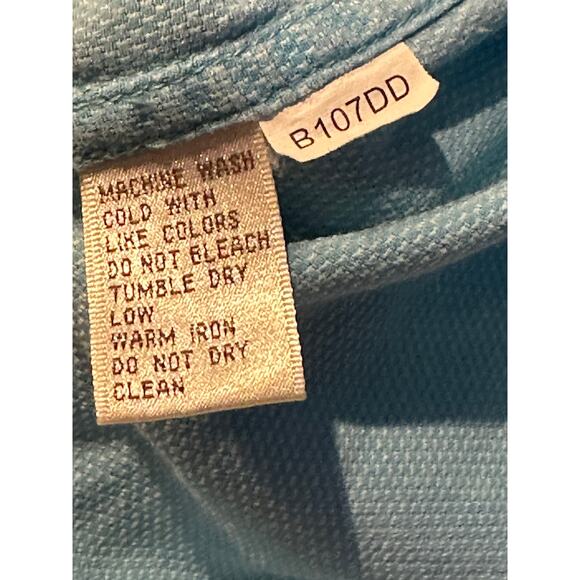 B107DD
MACHINE WASH
COLD WITH
LIKE COLORS
DO NOT BLEACH
TUMBLE DRY
LOW
WARM IRON
DO NOT DRY
CLEAN